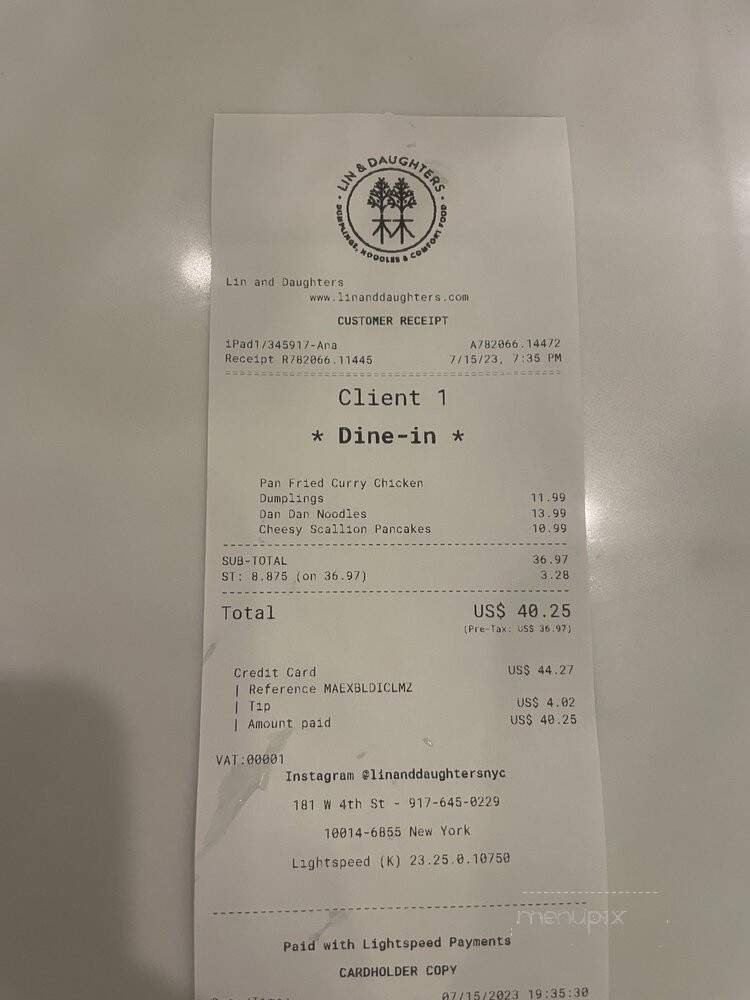 LIN & DAUGHTERS
林
DUMPLINGS, NOODLES & COMFORT FOOD
Lin and Daughters
www.linanddaughters.com
CUSTOMER RECEIPT
iPad1/345917-Ana A782066.14472
Receipt R782066.11445 7/15/23, 7:35 PM
Client 1
* Dine-in *
Pan Fried Curry Chicken
Dumplings 11.99
Dan Dan Noodles 13.99
Cheesy Scallion Pancakes 10.99
SUB-TOTAL 36.97
ST: 8.875 (on 36.97) 3.28
Total US$ 40.25
(Pre-Tax: US$ 36.97)
Credit Card US$ 44.27
| Reference MAEXBLDICLMZ
| Tip US$ 4.02
| Amount paid US$ 40.25
VAT:00001
Instagram @linanddaughtersnyc
181 W 4th St - 917-645-0229
10014-6855 New York
Lightspeed (K) 23.25.0.10750
menupix
Paid with Lightspeed Payments
CARDHOLDER COPY
07/15/2023 19:35:30